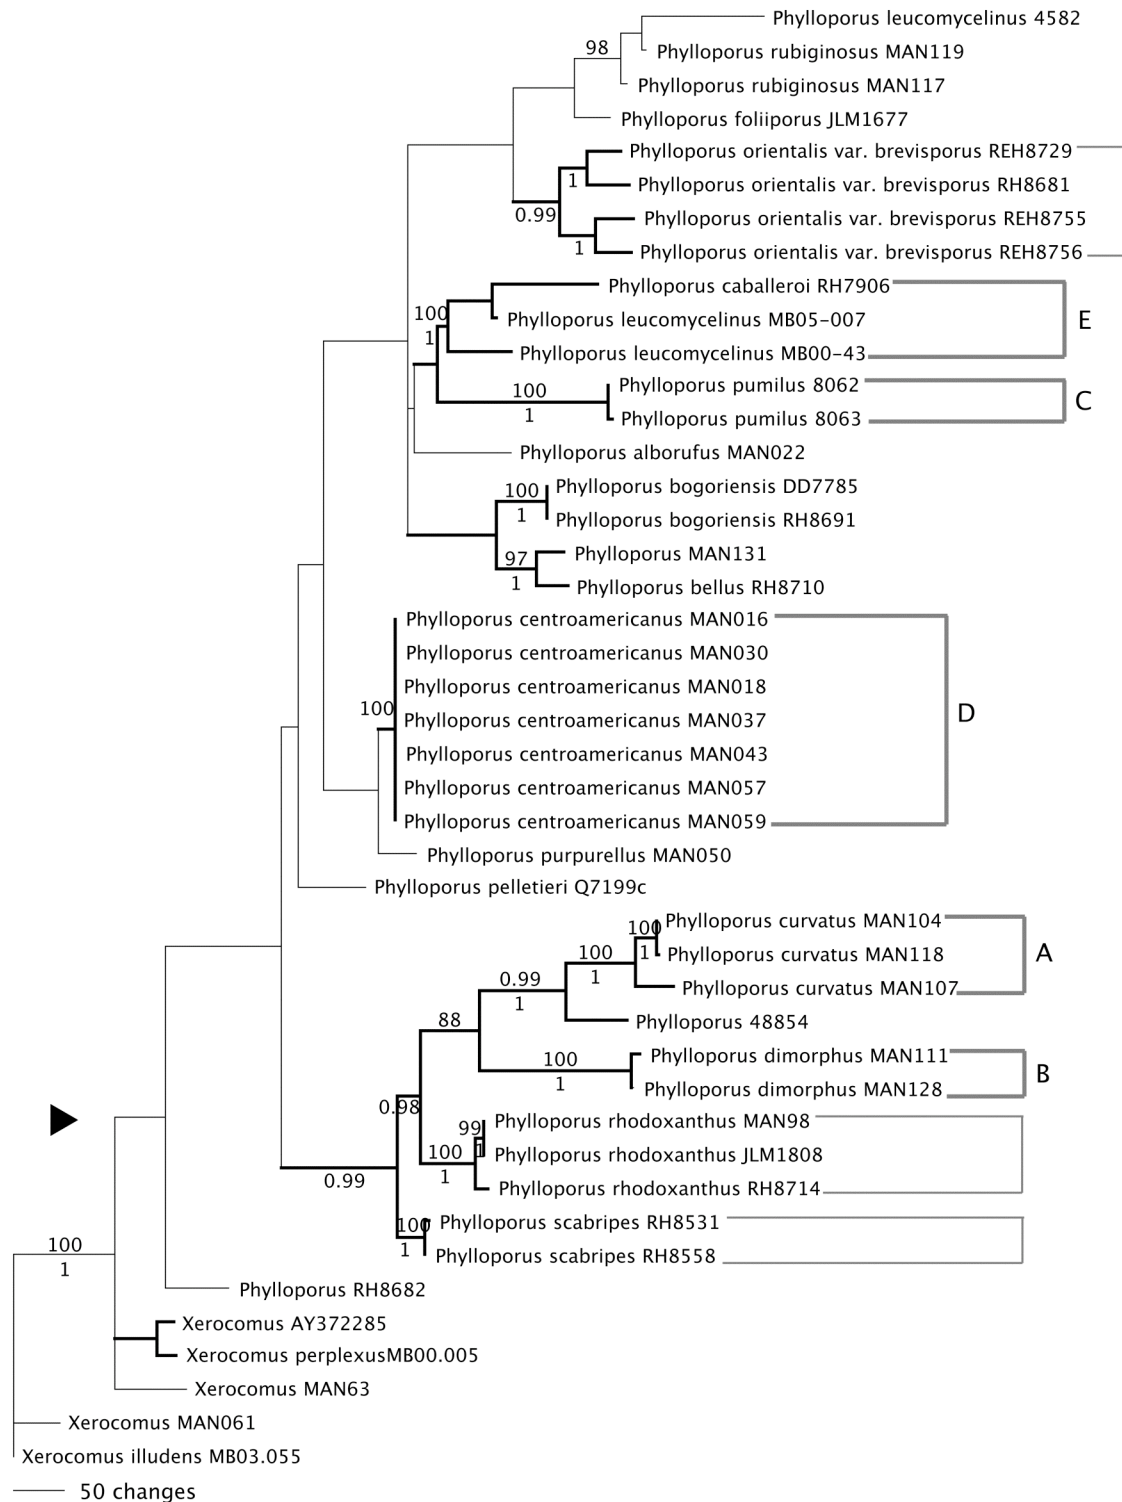 Phylloporus leucomycelinus 4582
98
Phylloporus rubiginosus MAN119
Phylloporus rubiginosus MAN117
Phylloporus foliiporus JLM1677
Phylloporus orientalis var. brevisporus REH8729
1
Phylloporus orientalis var. brevisporus RH8681
0.99
Phylloporus orientalis var. brevisporus REH8755
1
Phylloporus orientalis var. brevisporus REH8756
Phylloporus caballeroi RH7906
100
Phylloporus leucomycelinus MB05-007
E
1
Phylloporus leucomycelinus MB00-43
100
Phylloporus pumilus 8062
C
1
Phylloporus pumilus 8063
Phylloporus alborufus MAN022
100
Phylloporus bogoriensis DD7785
1
Phylloporus bogoriensis RH8691
97
Phylloporus MAN131
1
Phylloporus bellus RH8710
Phylloporus centroamericanus MAN016
Phylloporus centroamericanus MAN030
Phylloporus centroamericanus MAN018
100
Phylloporus centroamericanus MAN037
D
Phylloporus centroamericanus MAN043
Phylloporus centroamericanus MAN057
Phylloporus centroamericanus MAN059
Phylloporus purpurellus MAN050
Phylloporus pelletieri Q7199c
100
Phylloporus curvatus MAN104
100
1
Phylloporus curvatus MAN118
A
0.99
1
Phylloporus curvatus MAN107
1
88
Phylloporus 48854
100
Phylloporus dimorphus MAN111
B
1
Phylloporus dimorphus MAN128
0.98
99
Phylloporus rhodoxanthus MAN98
100
1
Phylloporus rhodoxanthus JLM1808
0.99
1
Phylloporus rhodoxanthus RH8714
100
Phylloporus scabripes RH8531
1
Phylloporus scabripes RH8558
100
1
Phylloporus RH8682
Xerocomus AY372285
Xerocomus perplexusMB00.005
Xerocomus MAN63
Xerocomus MAN061
Xerocomus illudens MB03.055
50 changes